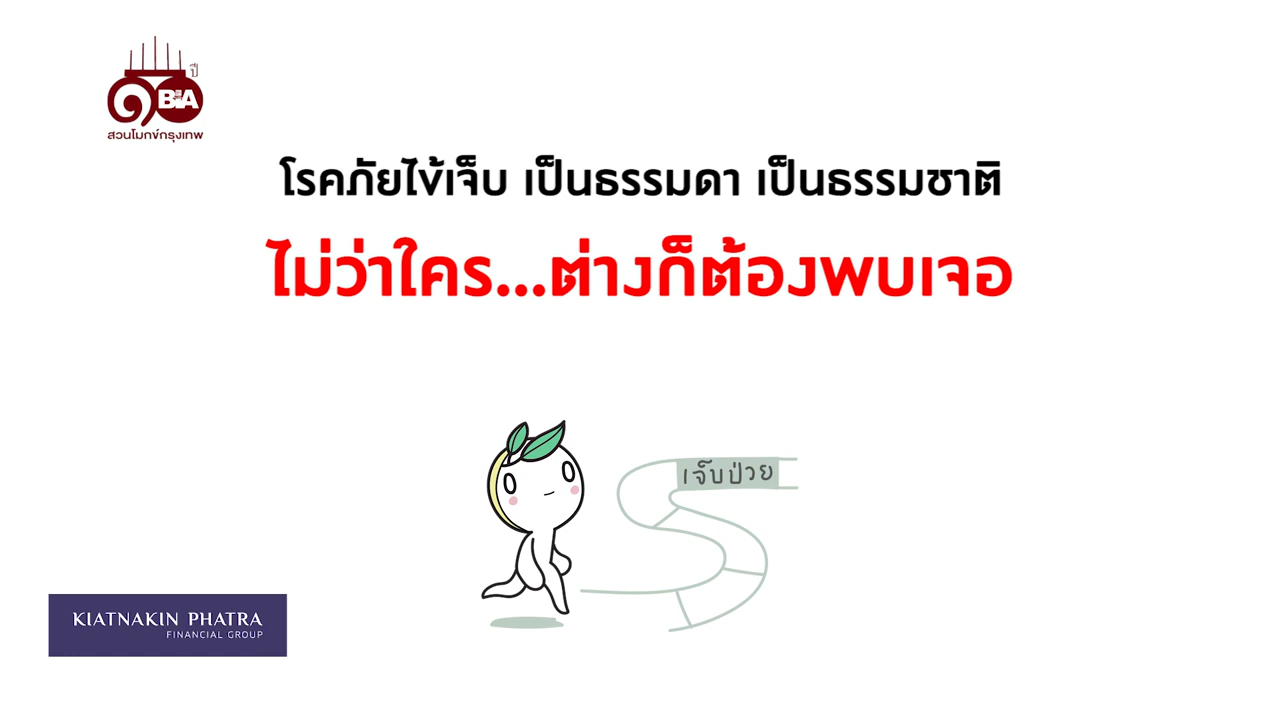 ๑๐ ปี
BIA
สวนโมกข์กรุงเทพ
โรคภัยไข้เจ็บ เป็นธรรมดา เป็นธรรมชาติ
ไม่ว่าใคร...ต่างก็ต้องพบเจอ
เจ็บป่วย
KIATNAKIN PHATRA
FINANCIAL GROUP